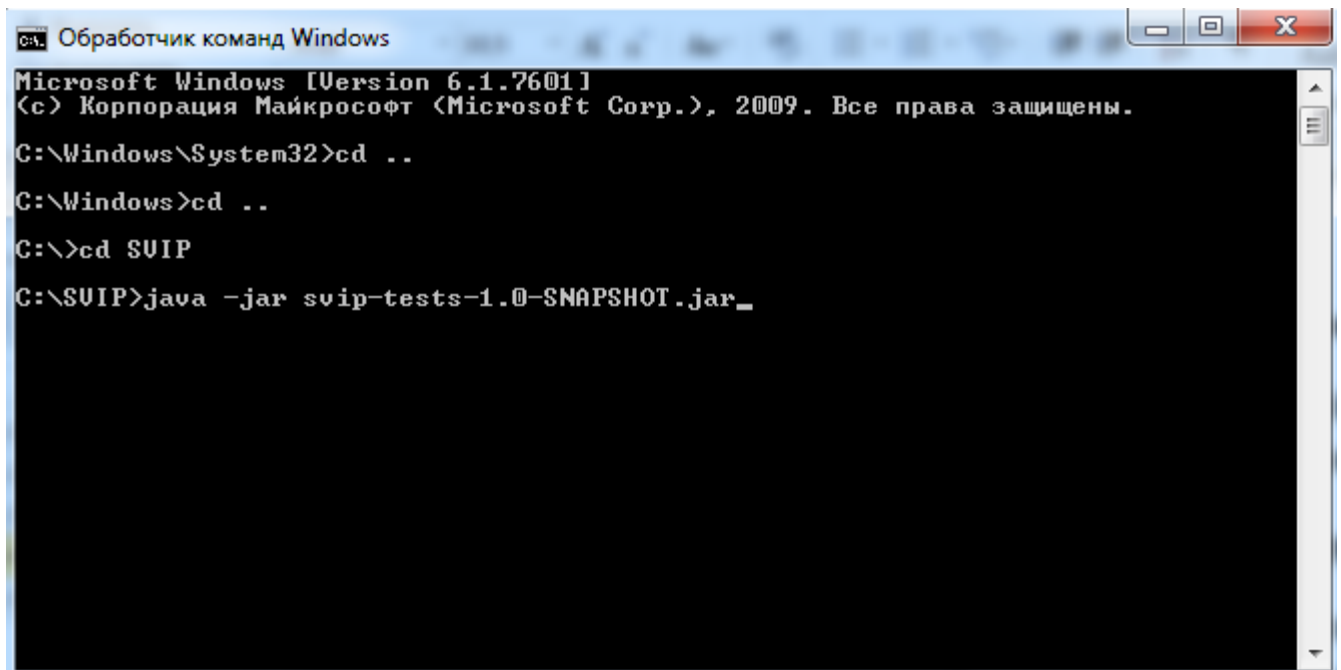 Обработчик команд Windows
Microsoft Windows [Version 6.1.7601]
(c) Корпорация Майкрософт (Microsoft Corp.), 2009. Все права защищены.
C:\Windows\System32>cd ..
C:\Windows>cd ..
C:\>cd SVIP
C:\SVIP>java -jar svip-tests-1.0-SNAPSHOT.jar_